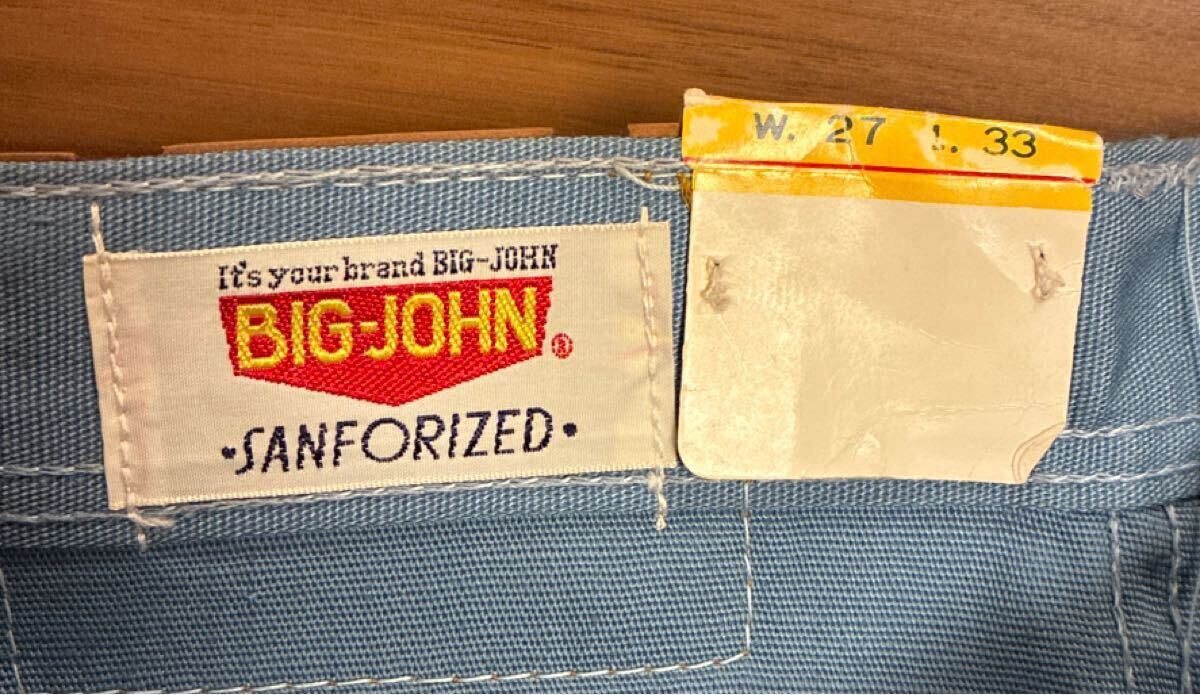 W. 27 L. 33
It's your brand BIG-JOHN
BIG-JOHN®
•SANFORIZED•